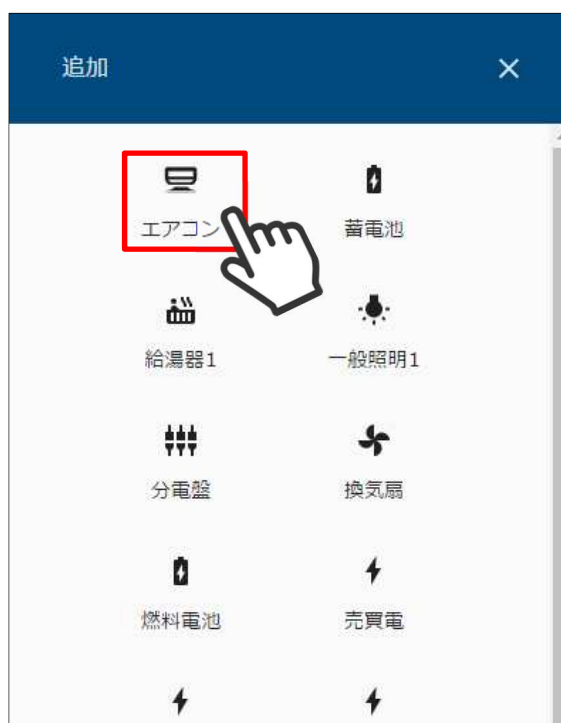 追加
エアコン
蓄電池
給湯器1
一般照明1
分電盤
換気扇
燃料電池
売買電